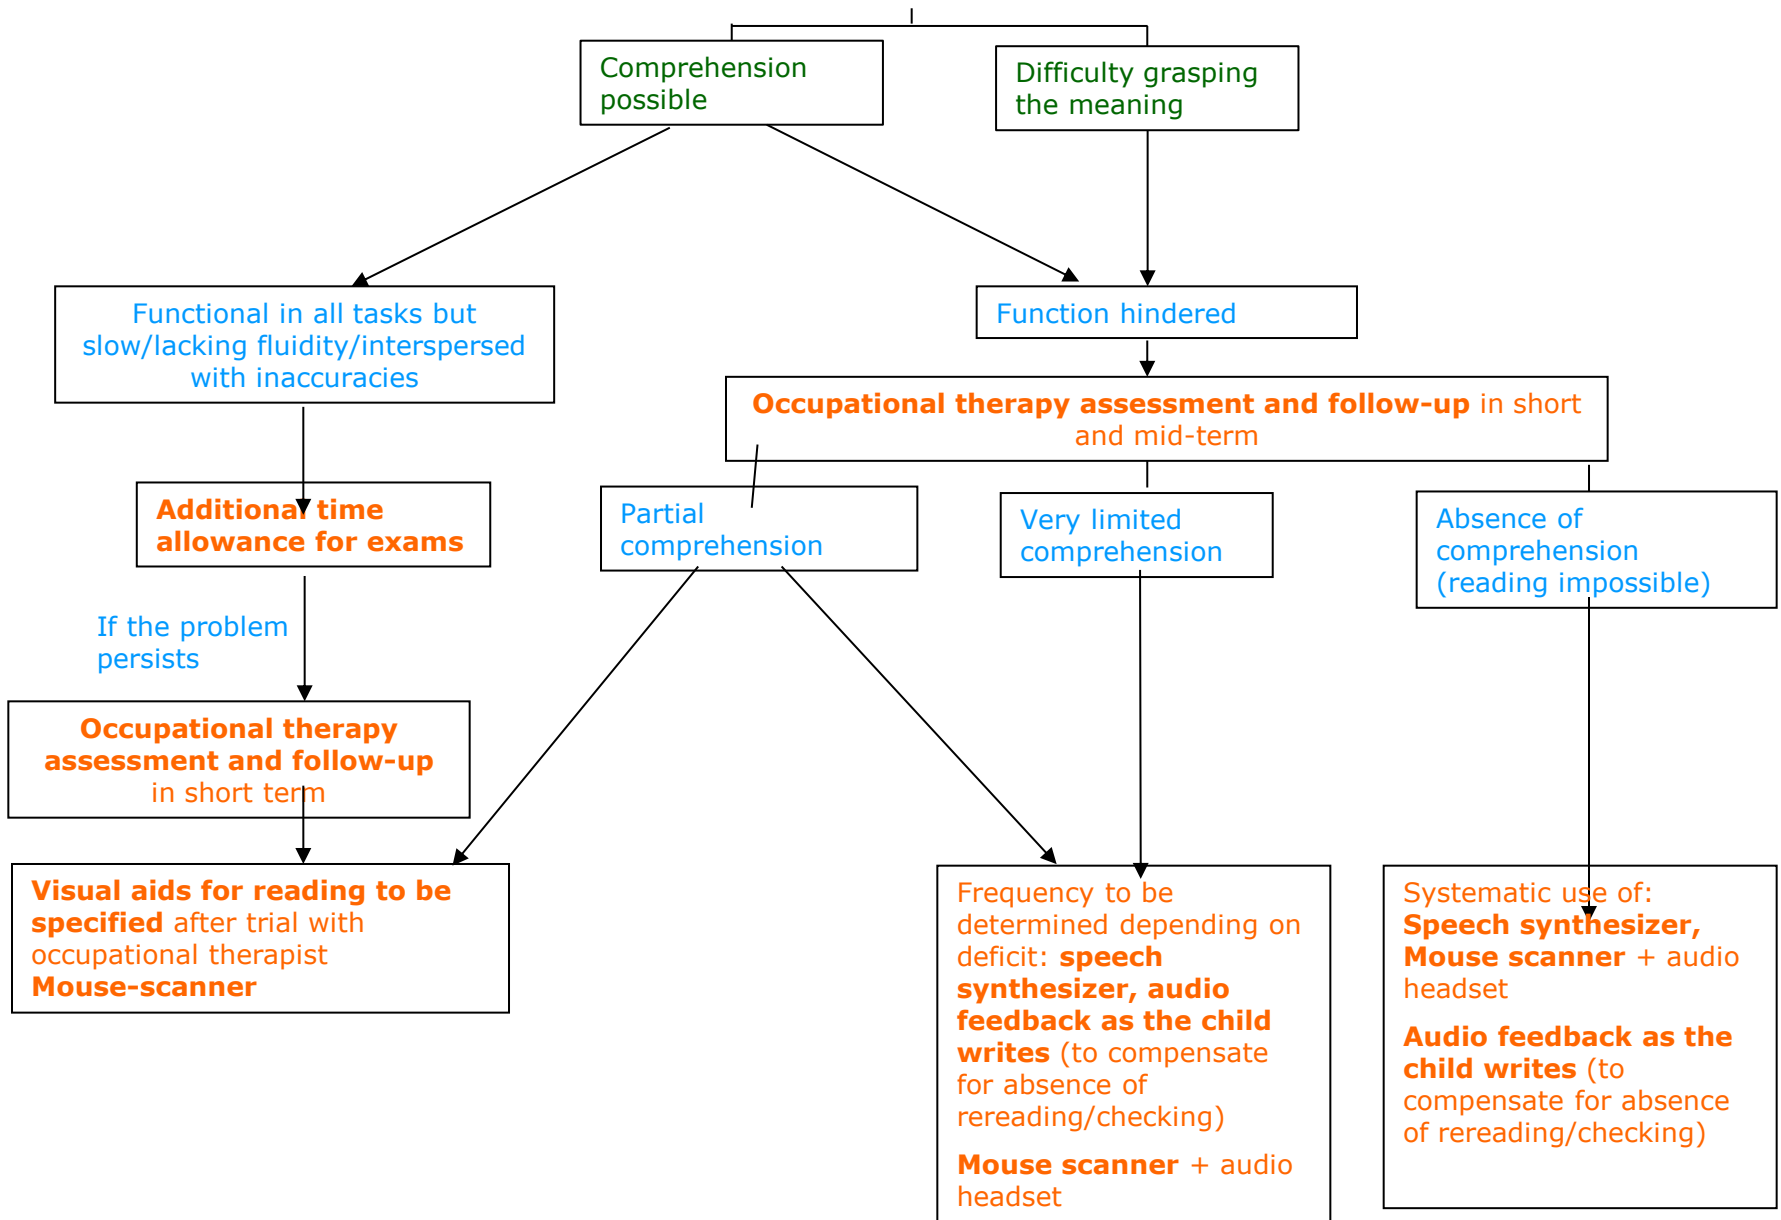 Comprehension
possible
Difficulty grasping
the meaning
Functional in all tasks but
slow/lacking fluidity/interspersed
with inaccuracies
Function hindered
Occupational therapy assessment and follow-up in short
and mid-term
Additional time
allowance for exams
Partial
comprehension
Very limited
comprehension
Absence of
comprehension
(reading impossible)
If the problem
persists
Occupational therapy
assessment and follow-up
in short term
Visual aids for reading to be
specified after trial with
occupational therapist
Mouse-scanner
Frequency to be
determined depending on
deficit: speech
synthesizer, audio
feedback as the child
writes (to compensate
for absence of
rereading/checking)
Mouse scanner + audio
headset
Systematic use of:
Speech synthesizer,
Mouse scanner + audio
headset
Audio feedback as the
child writes (to
compensate for absence
of rereading/checking)